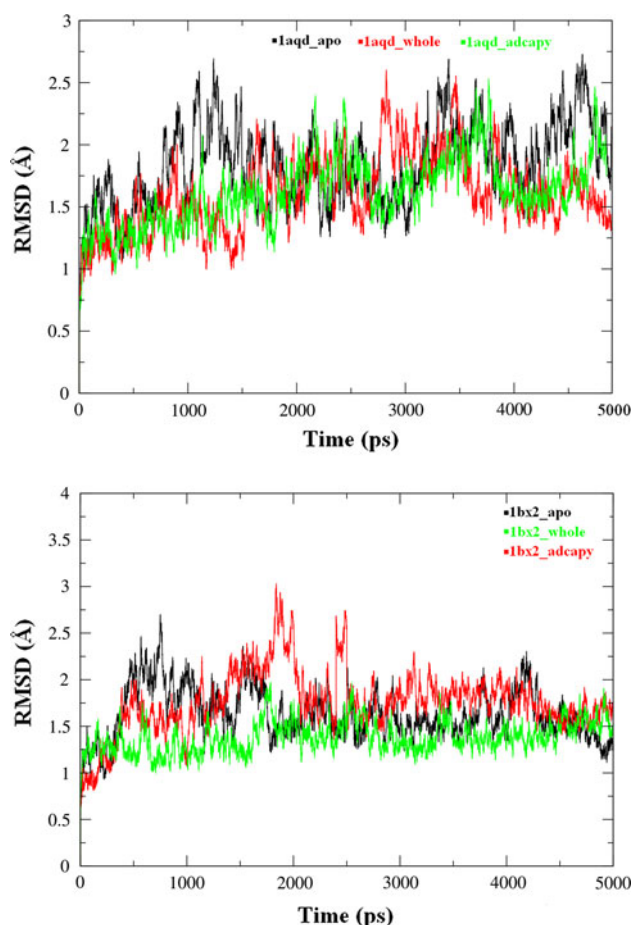 3
■1aqd_apo ■1aqd_whole ■1aqd_adcapy
2.5
2
1.5
1
0.5
0
RMSD (Å)
0 1000 2000 3000 4000 5000
Time (ps)
4
■1bx2_apo
■1bx2_whole
■1bx2_adcapy
3.5
3
2.5
2
1.5
1
0.5
0
RMSD (Å)
0 1000 2000 3000 4000 5000
Time (ps)